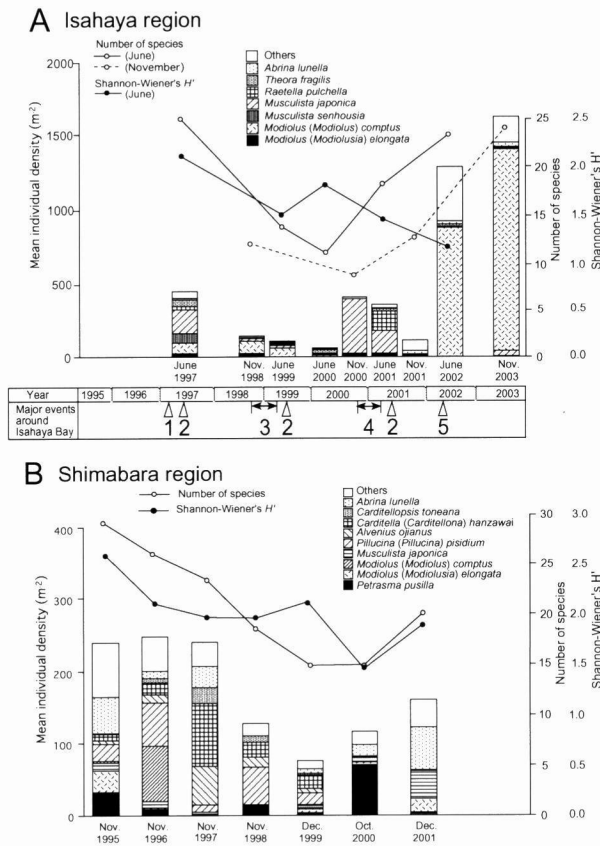 A Isahaya region
Number of species
(June)
(November)
Shannon-Wiener's H'
(June)
Others
Abrina lunella
Theora fragilis
Raetella pulchella
Musculista japonica
Musculista senhousia
Modiolus (Modiolus) comptus
Modiolus (Modiolusia) elongata
Mean individual density (m⁻²)
2000
1500
1000
500
0
Number of species
25
20
15
10
5
0
Shannon-Wiener's H'
2.5
2.0
1.5
1.0
0.5
0.0
June 1997
Nov. 1998
June 1999
June 2000
Nov. 2000
June 2001
Nov. 2001
June 2002
Nov. 2003
Year 1995 1996 1997 1998 1999 2000 2001 2002 2003
Major events
around
Isahaya Bay
1 2 3 2 4 2 5
B Shimabara region
Number of species
Shannon-Wiener's H'
Others
Abrina lunella
Carditellopsis toneana
Carditella (Carditellona) hanzawai
Alvenius ojianus
Pillucina (Pillucina) pisidium
Musculista japonica
Modiolus (Modiolus) comptus
Modiolus (Modiolusia) elongata
Petrasma pusilla
Mean individual density (m⁻²)
400
300
200
100
0
Number of species
30
25
20
15
10
5
0
Shannon-Wiener's H'
3.0
2.5
2.0
1.5
1.0
0.5
0.0
Nov. 1995
Nov. 1996
Nov. 1997
Nov. 1998
Dec. 1999
Oct. 2000
Dec. 2001